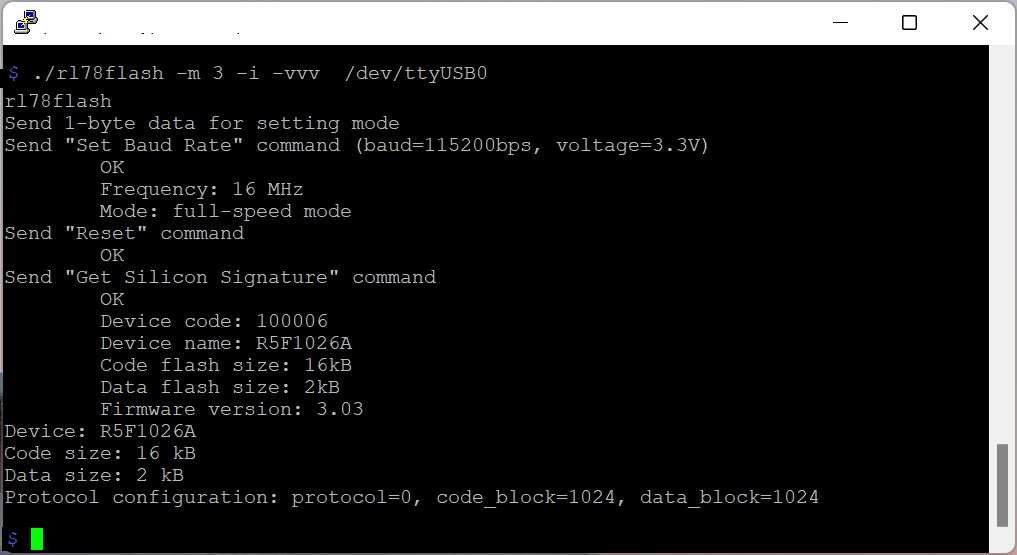 $ ./rl78flash -m 3 -i -vvv  /dev/ttyUSB0
rl78flash
Send 1-byte data for setting mode
Send "Set Baud Rate" command (baud=115200bps, voltage=3.3V)
        OK
        Frequency: 16 MHz
        Mode: full-speed mode
Send "Reset" command
        OK
Send "Get Silicon Signature" command
        OK
        Device code: 100006
        Device name: R5F1026A
        Code flash size: 16kB
        Data flash size: 2kB
        Firmware version: 3.03
Device: R5F1026A
Code size: 16 kB
Data size: 2 kB
Protocol configuration: protocol=0, code_block=1024, data_block=1024
$